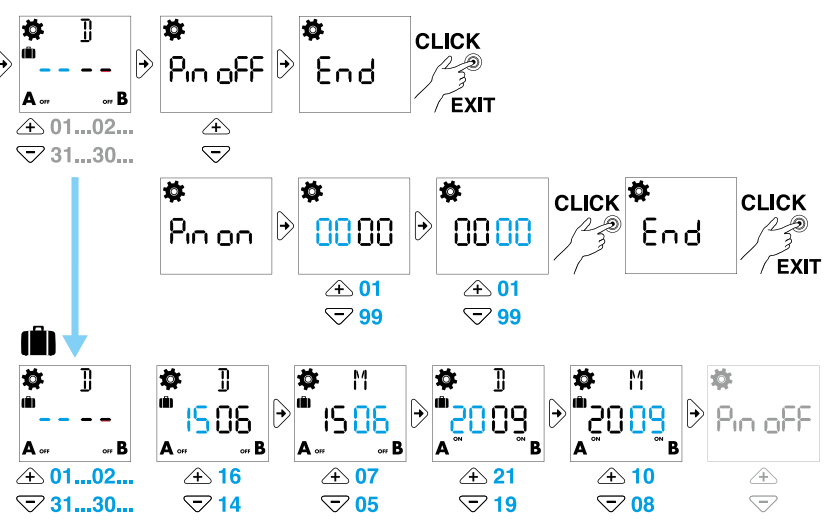 D
A OFF OFF B
+ 01...02...
- 31...30...
Pin oFF
+
-
End
CLICK
EXIT
Pin on
0000
+ 01
- 99
0000
+ 01
- 99
CLICK
End
CLICK
EXIT
D
A OFF OFF B
+ 01...02...
- 31...30...
D
1506
A OFF OFF B
+ 16
- 14
M
1506
A OFF OFF B
+ 07
- 05
D
2009
A ON ON B
+ 21
- 19
M
2009
A ON ON B
+ 10
- 08
Pin oFF
+
-